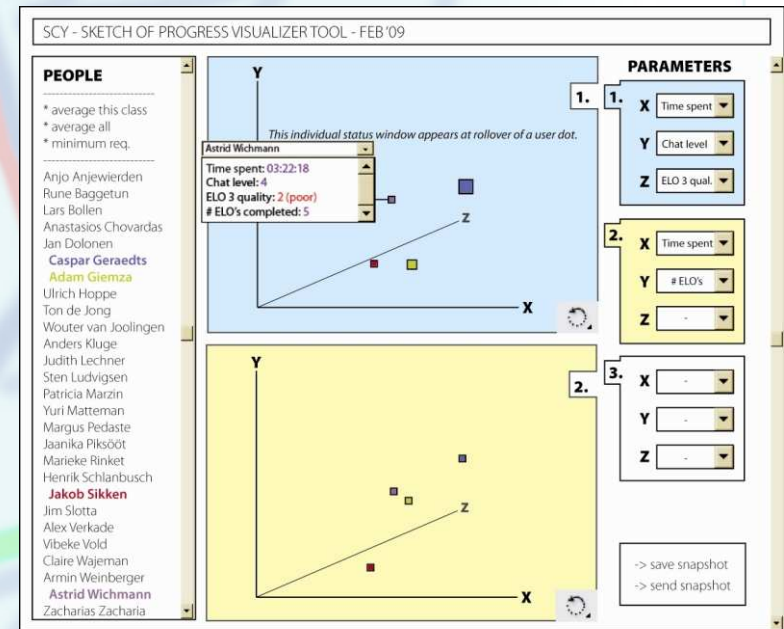 SCY - SKETCH OF PROGRESS VISUALIZER TOOL - FEB '09
PEOPLE
----------------------------
* average this class
* average all
* minimum req.
----------------------------
Anjo Anjewierden
Rune Baggetun
Lars Bollen
Anastasios Chovardas
Jan Dolonen
Caspar Geraedts
Adam Giemza
Ulrich Hoppe
Ton de Jong
Wouter van Joolingen
Anders Kluge
Judith Lechner
Sten Ludvigsen
Patricia Marzin
Yuri Matteman
Margus Pedaste
Jaanika Piksööt
Marieke Rinket
Henrik Schlanbusch
Jakob Sikken
Jim Slotta
Alex Verkade
Vibeke Vold
Claire Wajeman
Armin Weinberger
Astrid Wichmann
Zacharias Zacharia
Y
1.
This individual status window appears at rollover of a user dot.
Astrid Wichmann
Time spent: 03:22:18
Chat level: 4
ELO 3 quality: 2 (poor)
# ELO's completed: 5
Z
X
Y
2.
Z
X
PARAMETERS
1.
X Time spent
Y Chat level
Z ELO 3 qual.
2.
X Time spent
Y # ELO's
Z -
3.
X -
Y -
Z -
-> save snapshot
-> send snapshot